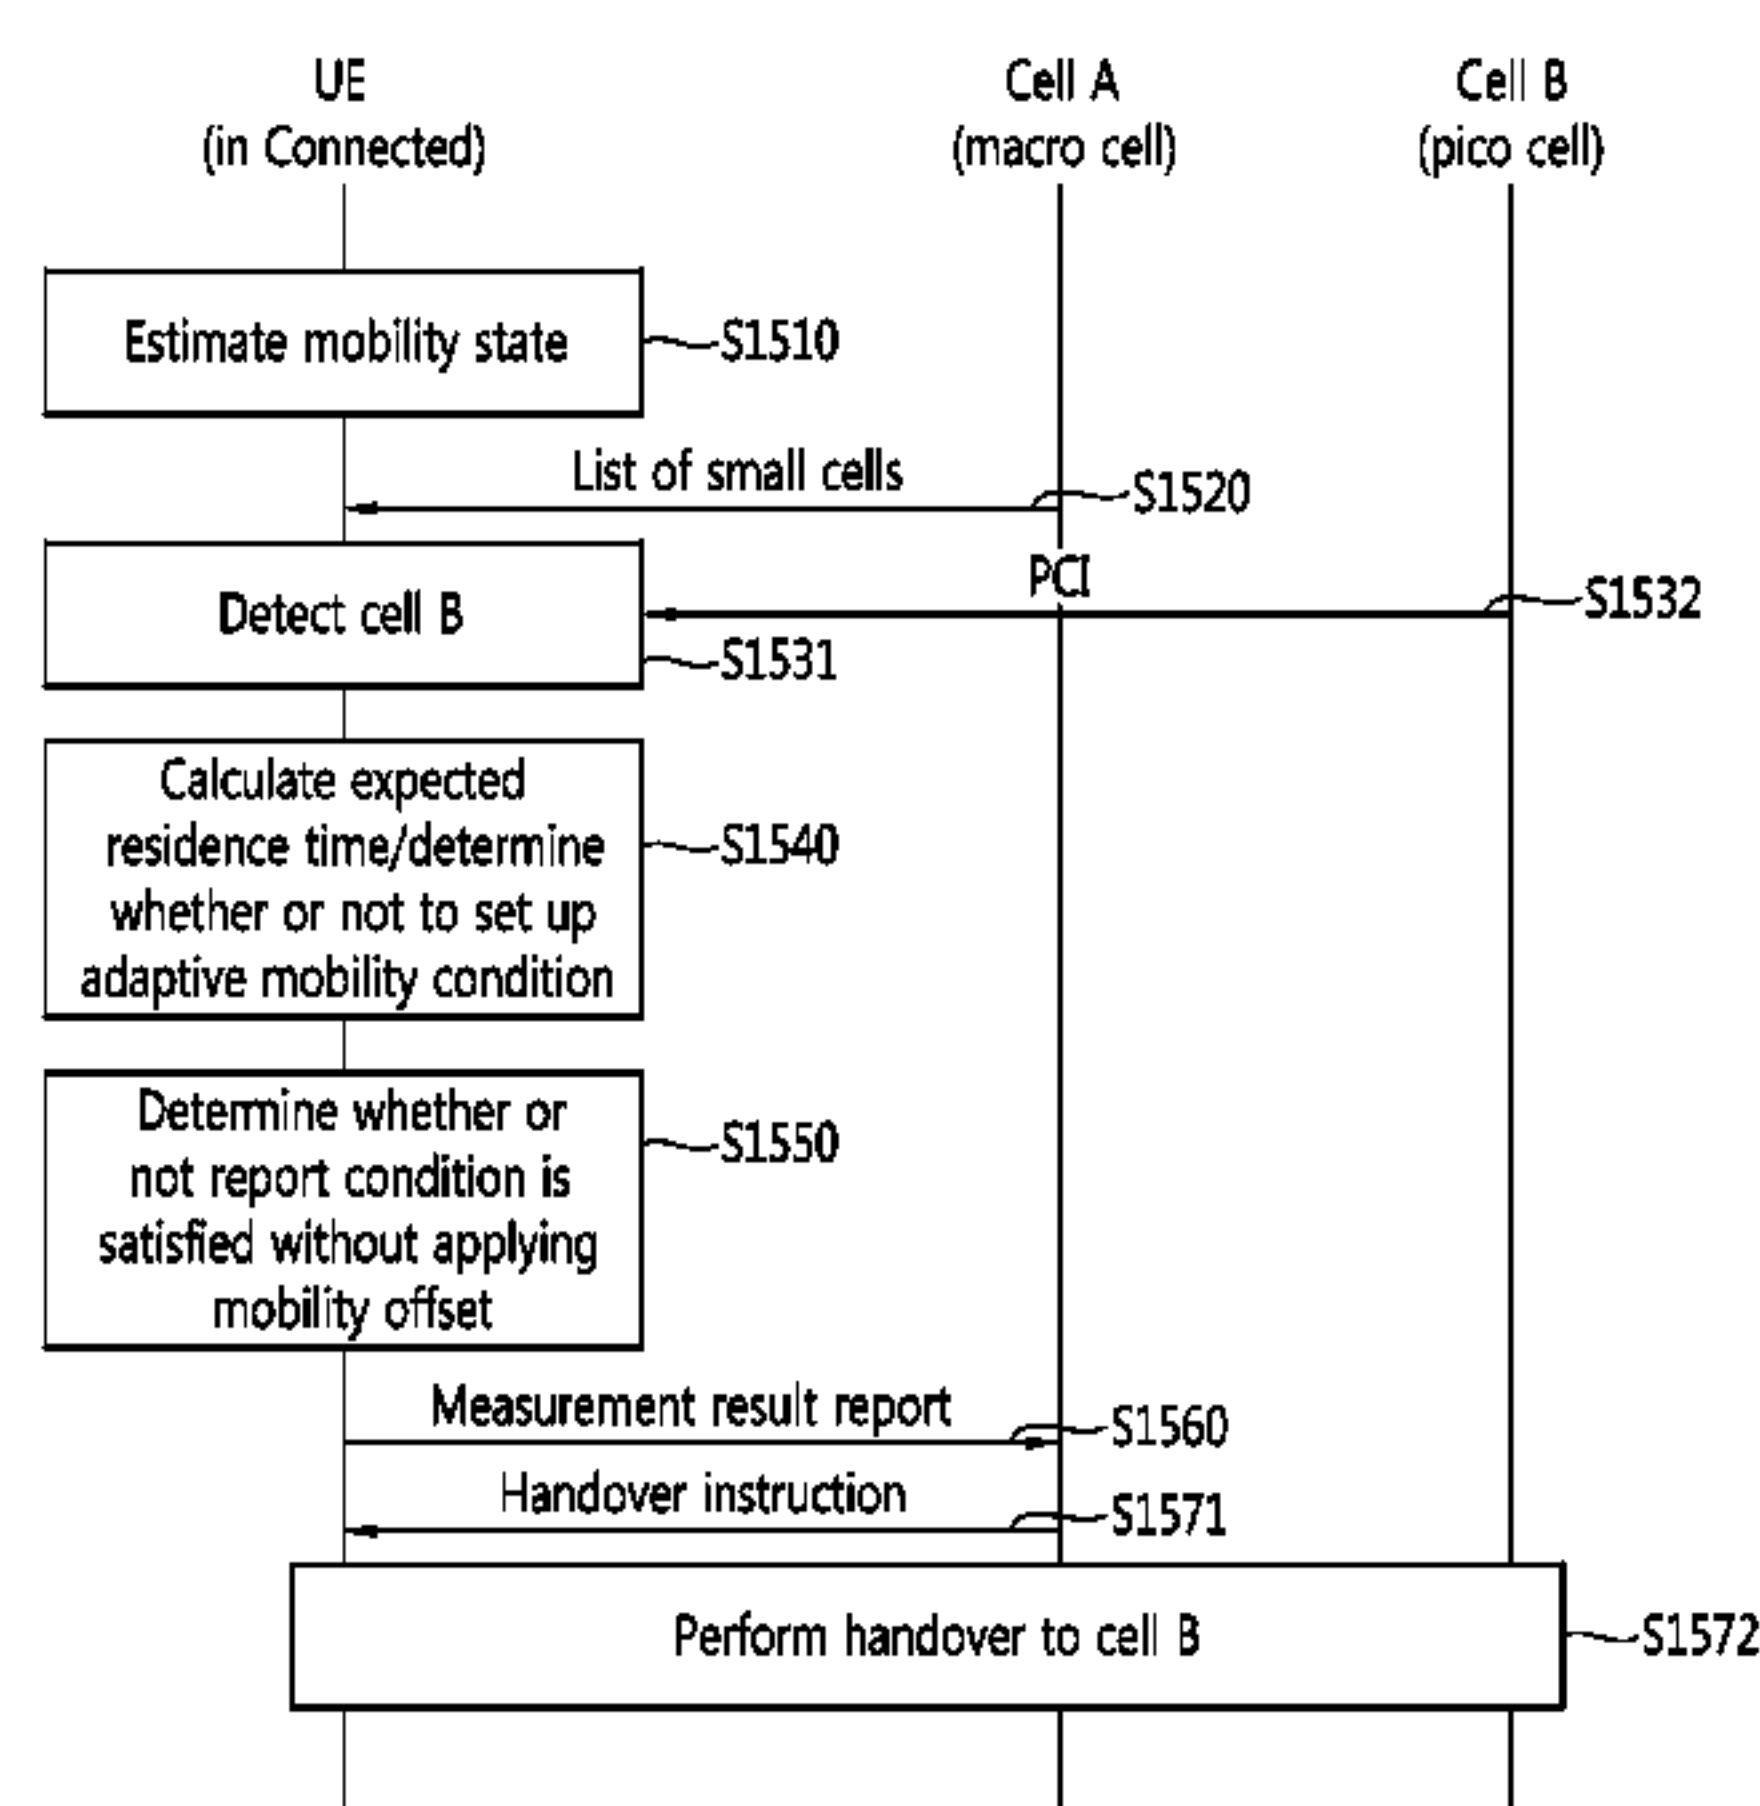 UE
(in Connected)
Cell A
(macro cell)
Cell B
(pico cell)
Estimate mobility state
S1510
List of small cells
S1520
PCI
S1532
Detect cell B
S1531
Calculate expected
residence time/determine
whether or not to set up
adaptive mobility condition
S1540
Determine whether or
not report condition is
satisfied without applying
mobility offset
S1550
Measurement result report
S1560
Handover instruction
S1571
Perform handover to cell B
S1572